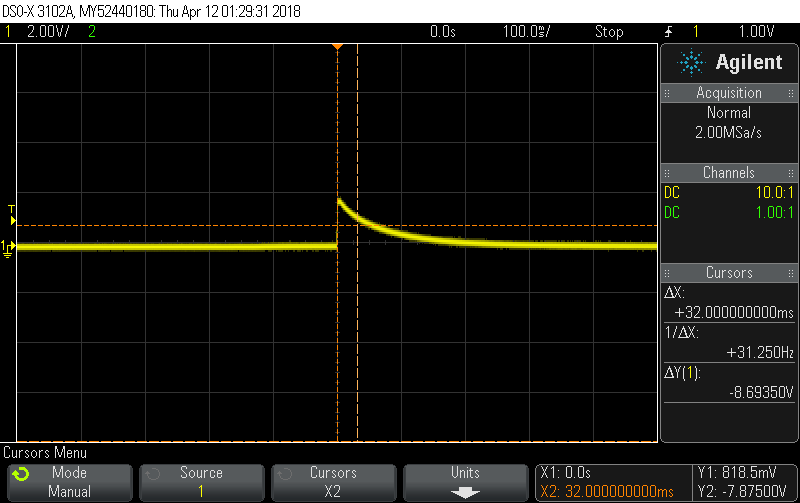 DSO-X 3102A, MY52440180: Thu Apr 12 01:29:31 2018
1 2.00V/ 2 0.0s 100.0ms/ Stop 1 1.00V
Agilent
Acquisition
Normal
2.00MSa/s
Channels
DC 10.0:1
DC 1.00:1
Cursors
ΔX:
+32.000000000ms
1/ΔX:
+31.250Hz
ΔY(1):
-8.69350V
T
1
Cursors Menu
Mode
Manual
Source
1
Cursors
X2
Units
X1: 0.0s
X2: 32.000000000ms
Y1: 818.5mV
Y2: -7.87500V